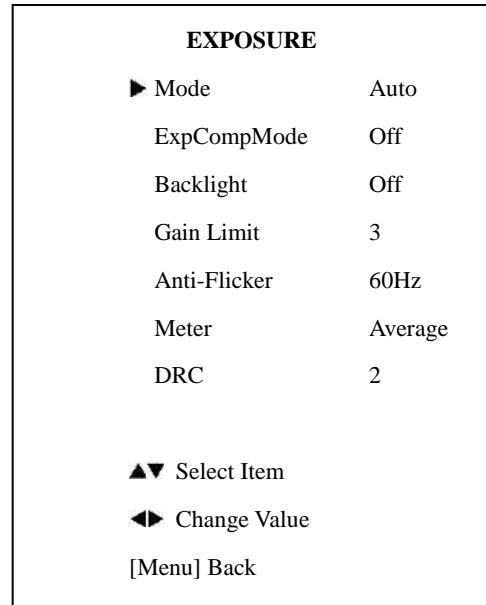 EXPOSURE
▶ Mode Auto
ExpCompMode Off
Backlight Off
Gain Limit 3
Anti-Flicker 60Hz
Meter Average
DRC 2
▲▼ Select Item
◀▶ Change Value
[Menu] Back